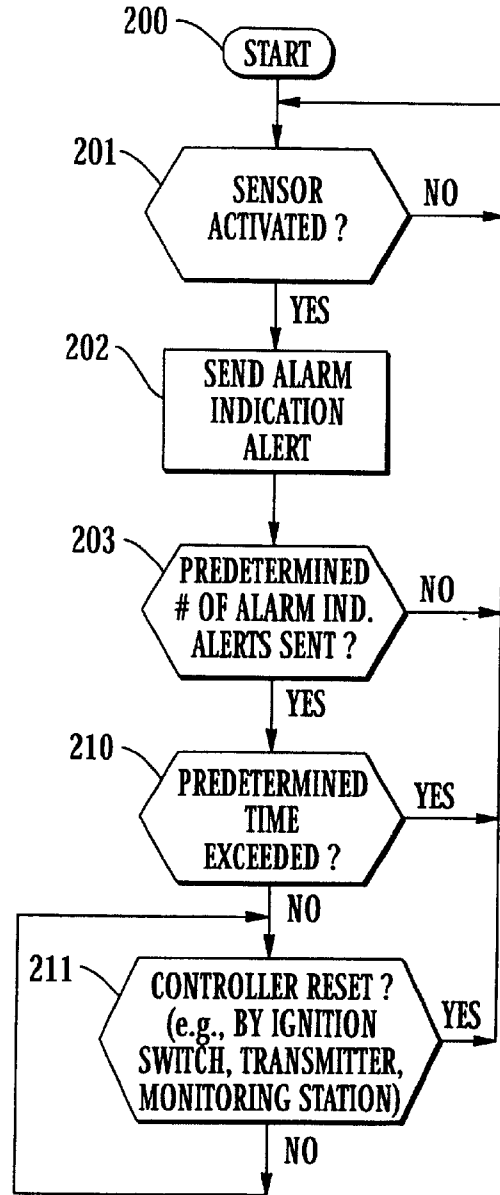 200
START
201
SENSOR
ACTIVATED ?
NO
YES
202
SEND ALARM
INDICATION
ALERT
203
PREDETERMINED
# OF ALARM IND.
ALERTS SENT ?
NO
YES
210
PREDETERMINED
TIME
EXCEEDED ?
YES
NO
211
CONTROLLER RESET ?
(e.g., BY IGNITION
SWITCH, TRANSMITTER,
MONITORING STATION)
YES
NO